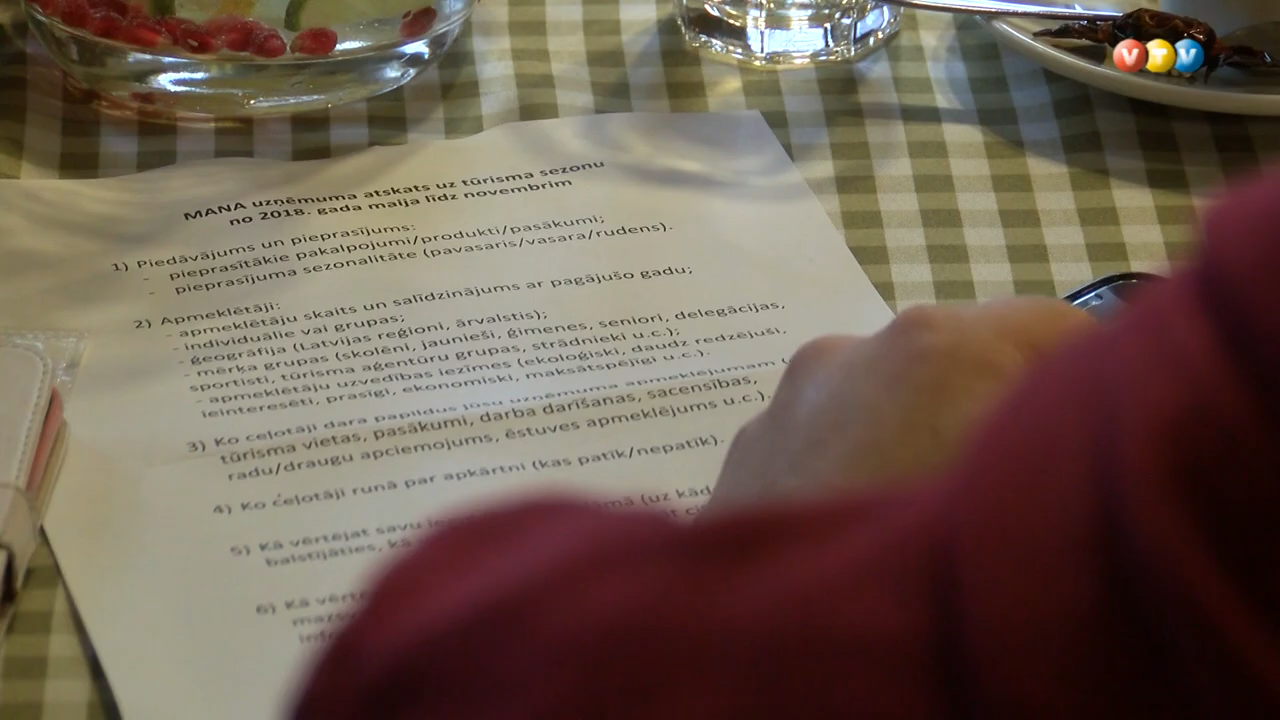 VTV
MANA uzņēmuma atskats uz tūrisma sezonu
no 2018. gada maija līdz novembrim
1) Piedāvājums un pieprasījums:
- pieprasītākie pakalpojumi/produkti/pasākumi;
- pieprasījuma sezonalitāte (pavasaris/vasara/rudens).
2) Apmeklētāji:
- apmeklētāju skaits un salīdzinājums ar pagājušo gadu;
- individuālie vai grupas;
- ģeogrāfija (Latvijas reģioni, ārvalstis);
- mērķa grupas (skolēni, jaunieši, ģimenes, seniori, delegācijas,
sportisti, tūrisma aģentūru grupas, strādnieki u.c.);
- apmeklētāju uzvedības iezīmes (ekoloģiski, daudz redzējuši,
ieinteresēti, prasīgi, ekonomiski, maksātspējīgi u.c.).
3) Ko ceļotāji dara papildus Jūsu uzņēmuma apmeklējumam
tūrisma vietas, pasākumi, darba darīšanas, sacensības,
radu/draugu apciemojums, ēstuves apmeklējums u.c.).
4) Ko ceļotāji runā par apkārtni (kas patīk/nepatīk).
5) Kā vērtējat savu (uz kād
balstījāties, kā
6) Kā